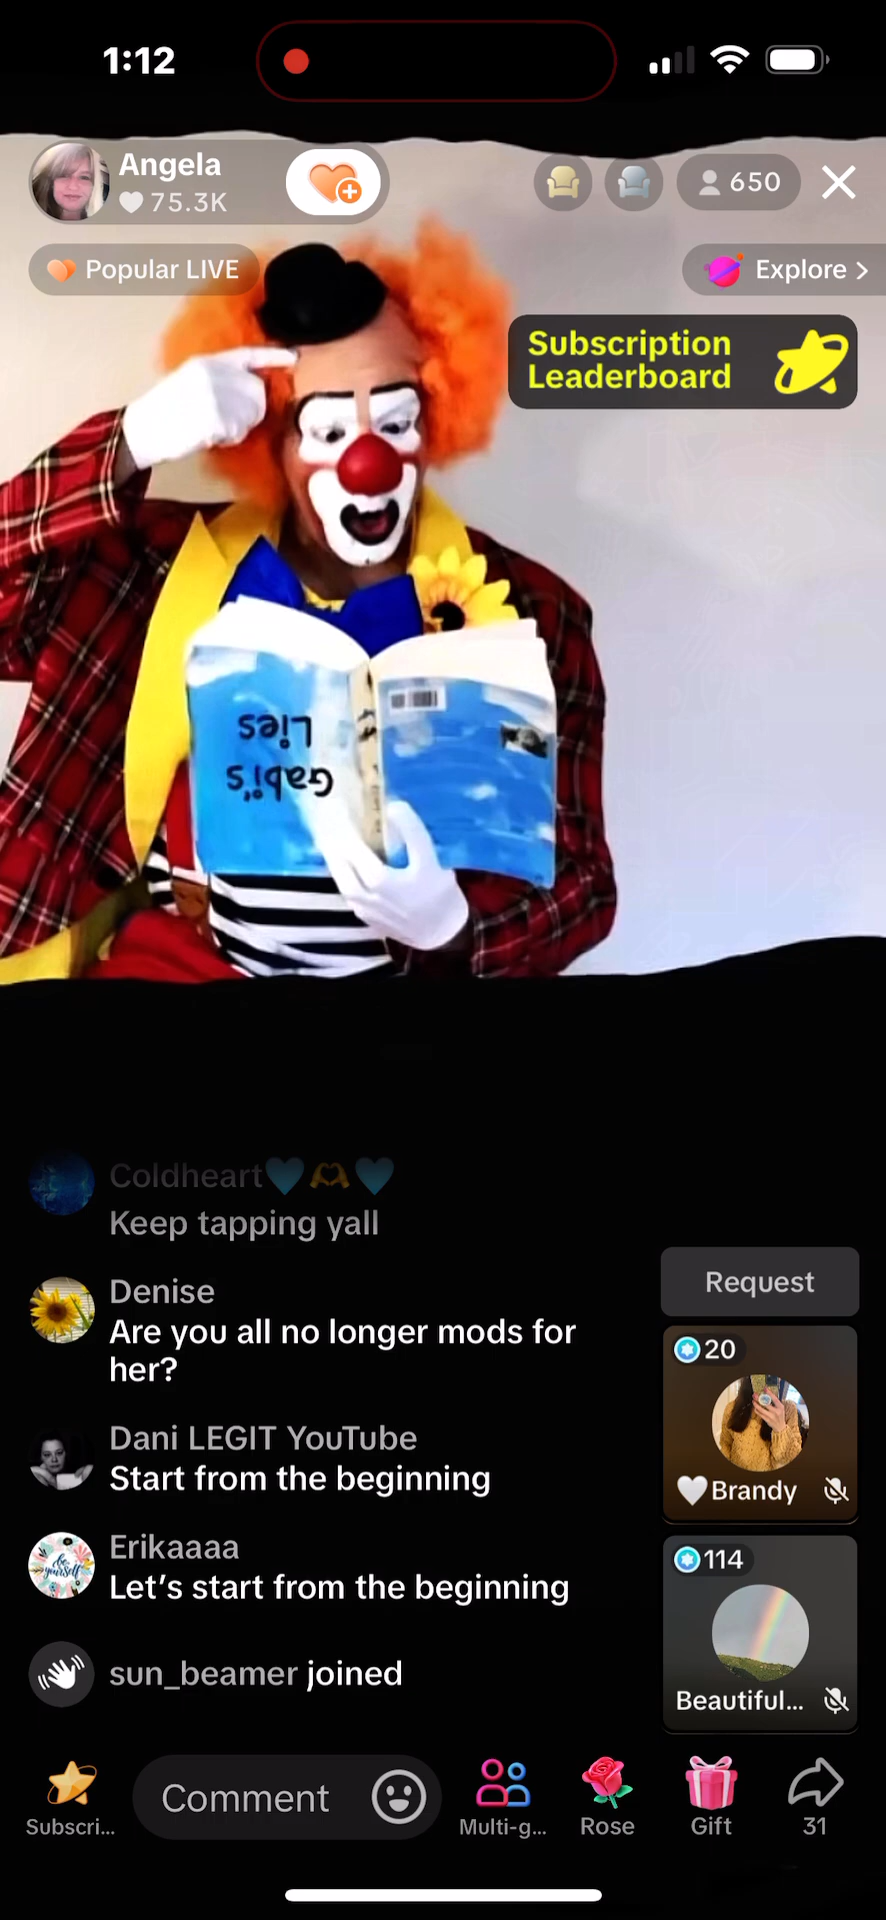 1:12
Angela
75.3K
650
Popular LIVE
Explore >
Subscription
Leaderboard
Gabi's
Lies
Coldheart🩵🫶🩵
Keep tapping yall
Denise
Are you all no longer mods for
her?
Dani LEGIT YouTube
Start from the beginning
Erikaaaa
be
yourself
Let's start from the beginning
sun_beamer joined
Request
20
🤍Brandy
114
Beautiful...
Subscri...
Comment
Multi-g...
Rose
Gift
31